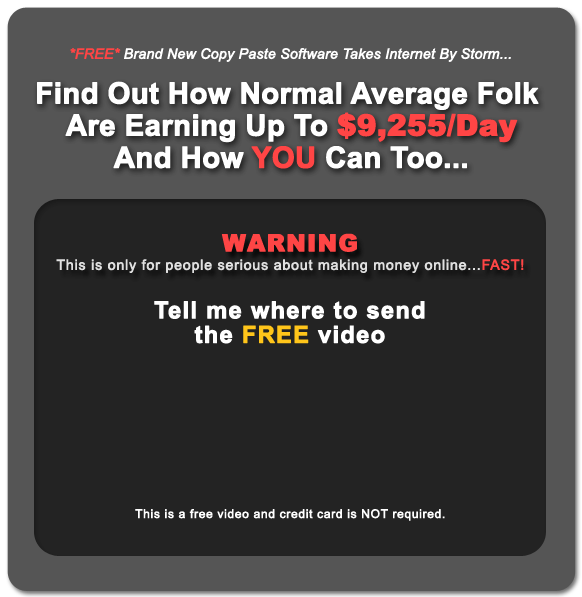 *FREE* Brand New Copy Paste Software Takes Internet By Storm...
Find Out How Normal Average Folk
Are Earning Up To $9,255/Day
And How YOU Can Too...
WARNING
This is only for people serious about making money online...FAST!
Tell me where to send
the FREE video
This is a free video and credit card is NOT required.